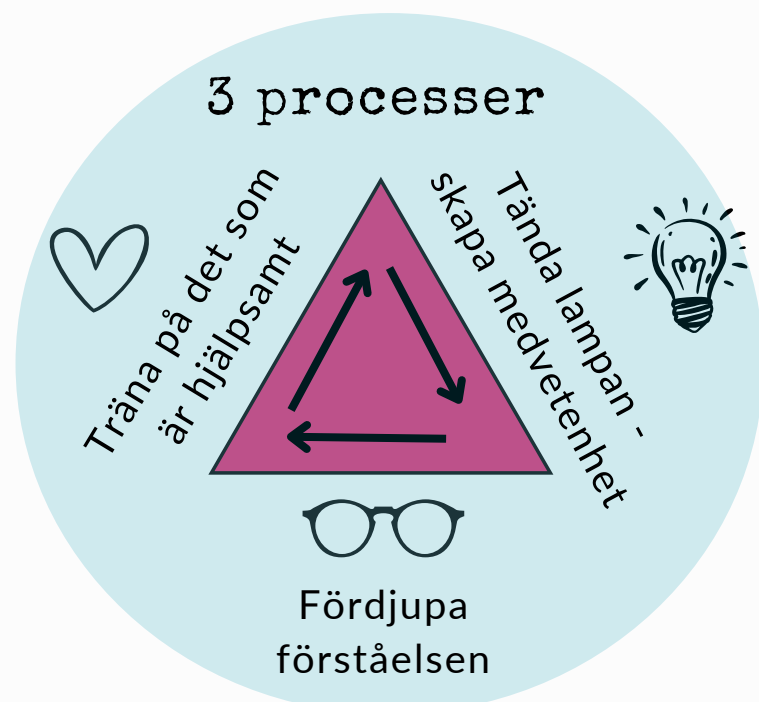 3 processer
Träna på det som
är hjälpsamt
Tända lampan -
skapa medvetenhet
Fördjupa
förståelsen